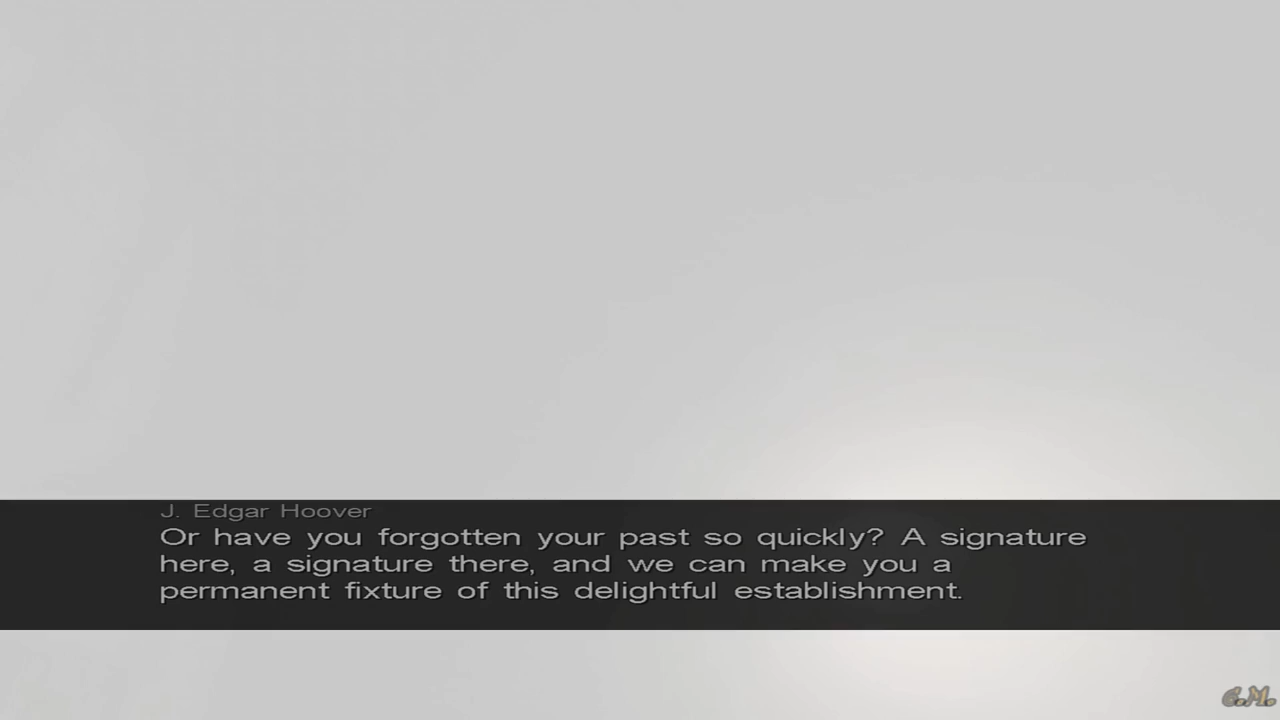 J. Edgar Hoover
Or have you forgotten your past so quickly? A signature
here, a signature there, and we can make you a
permanent fixture of this delightful establishment.
G.M.